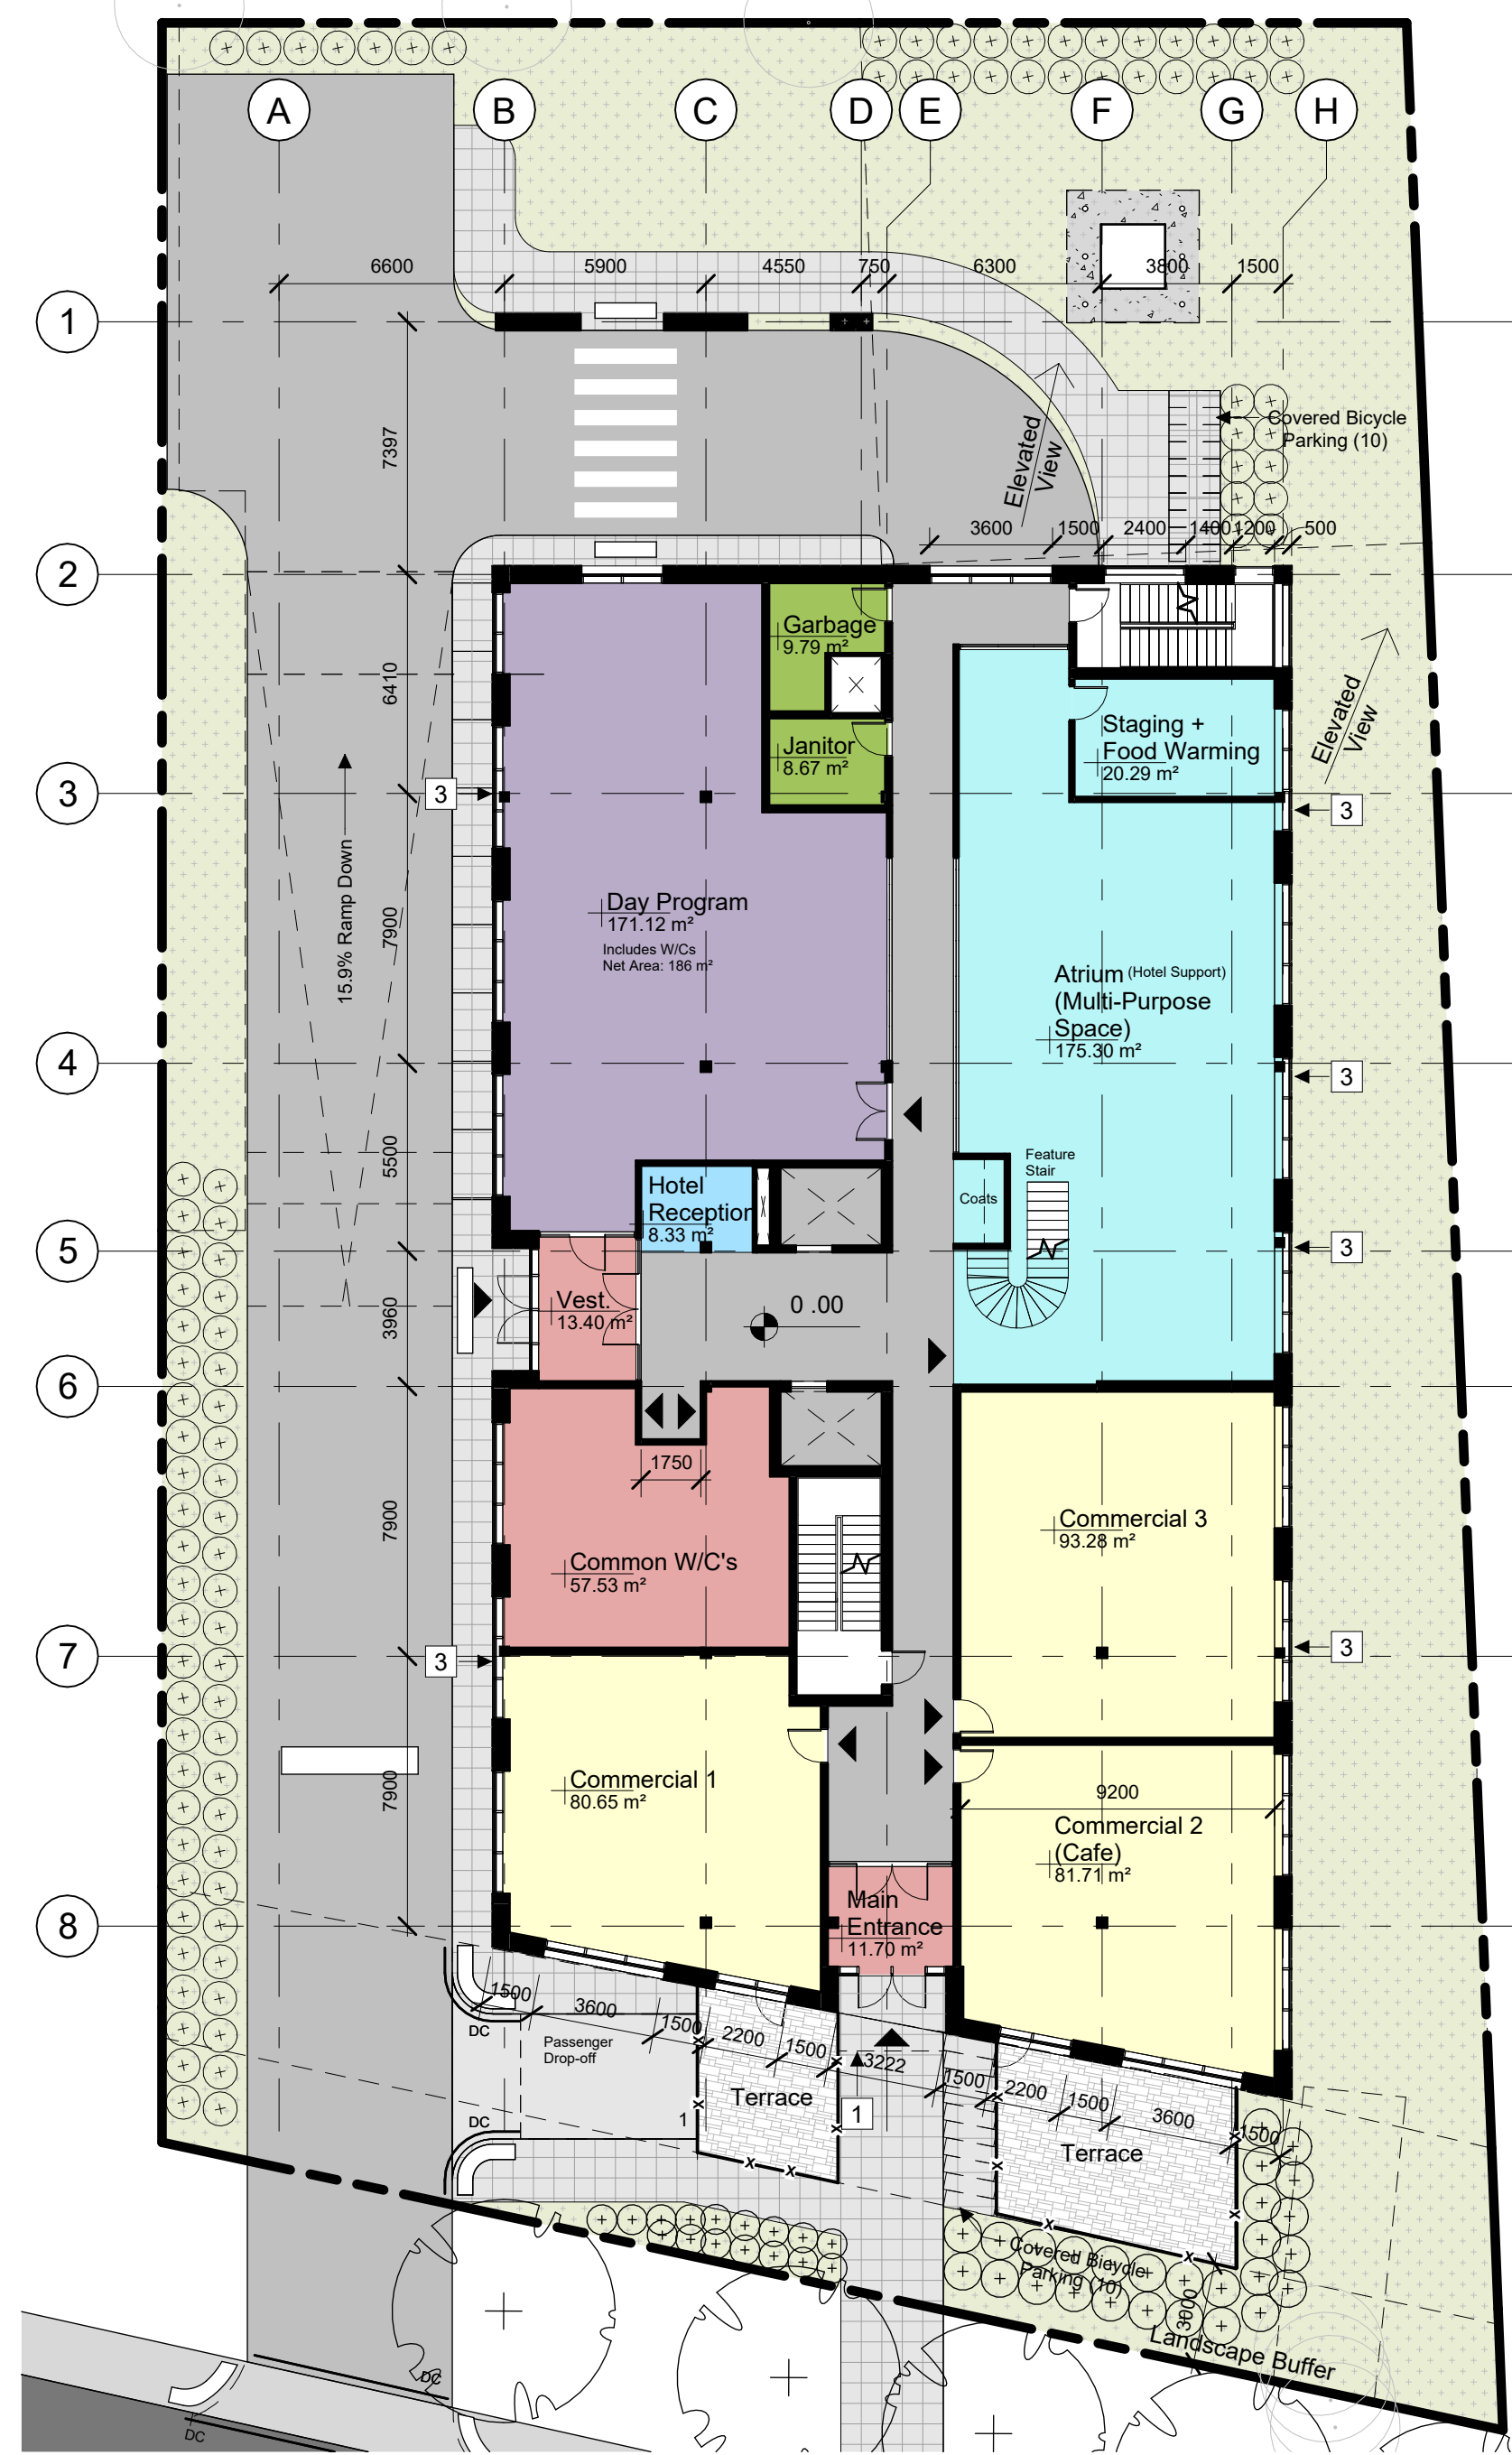 A B C D E F G H
6600 5900 4550 750 6300 3800 1500
1
7397
Elevated
View
Covered Bicycle
Parking (10)
3600 1500 2400 1400 1200 500
2
Garbage
9.79 m²
6410
Staging +
Food Warming
20.29 m²
Elevated
View
Janitor
8.67 m²
3
3
3
15.9% Ramp Down
7900
Day Program
171.12 m²
Includes W/Cs
Net Area: 186 m²
Atrium (Hotel Support)
(Multi-Purpose
Space)
175.30 m²
4
3
5500
Feature
Stair
Hotel
Reception
8.33 m²
Coats
5
3
3960
Vest.
13.40 m²
0 .00
6
1750
7900
Commercial 3
93.28 m²
Common W/C's
57.53 m²
7
3
3
7900
Commercial 1
80.65 m²
9200
Commercial 2
(Cafe)
81.71 m²
Main
Entrance
11.70 m²
8
1500 3600 1500 2200 1500 3222 1500 2200 1500 3600 1500
DC
Passenger
Drop-off
Terrace
1
1
DC
Terrace
Covered Bicycle
Parking (10)
3000
Landscape Buffer
DC
DC